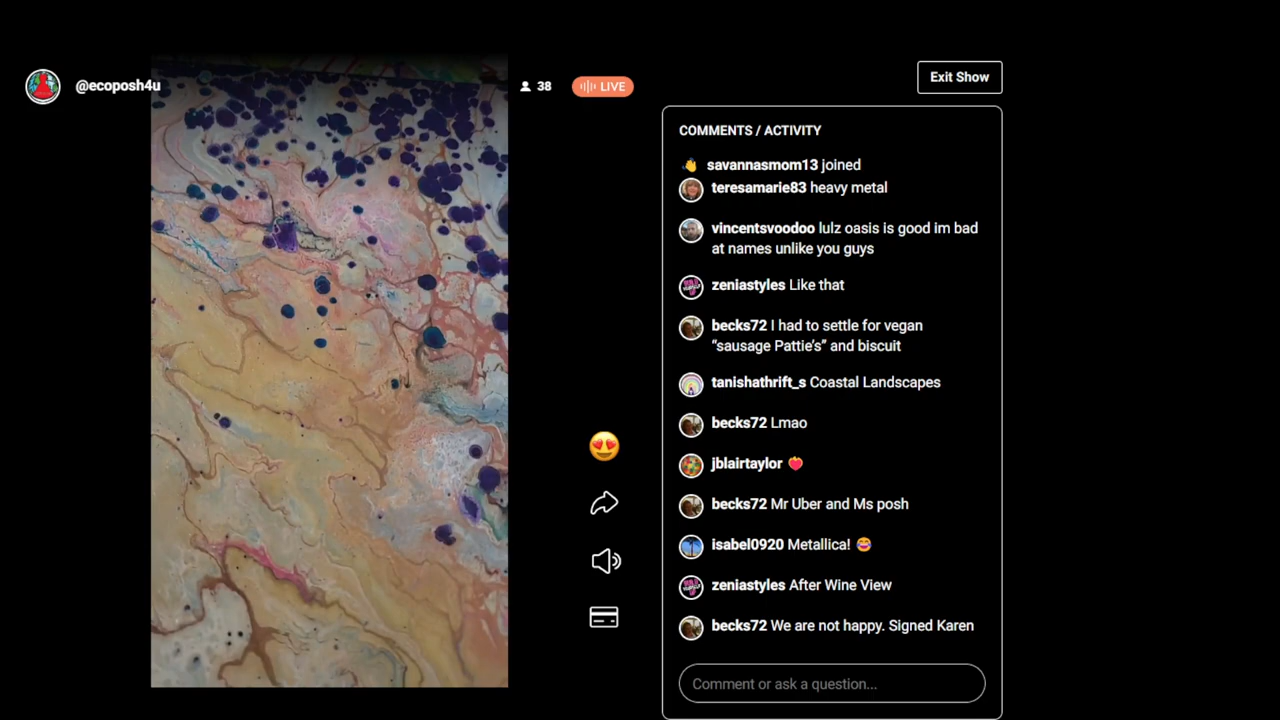 @ecoposh4u
38
LIVE
Exit Show
COMMENTS / ACTIVITY
savannasmom13 joined
teresamarie83 heavy metal
vincentsvoodoo lulz oasis is good im bad
at names unlike you guys
zeniastyles Like that
becks72 I had to settle for vegan
“sausage Pattie’s” and biscuit
tanishathrift_s Coastal Landscapes
becks72 Lmao
jblairtaylor
becks72 Mr Uber and Ms posh
isabel0920 Metallica!
zeniastyles After Wine View
becks72 We are not happy. Signed Karen
Comment or ask a question...